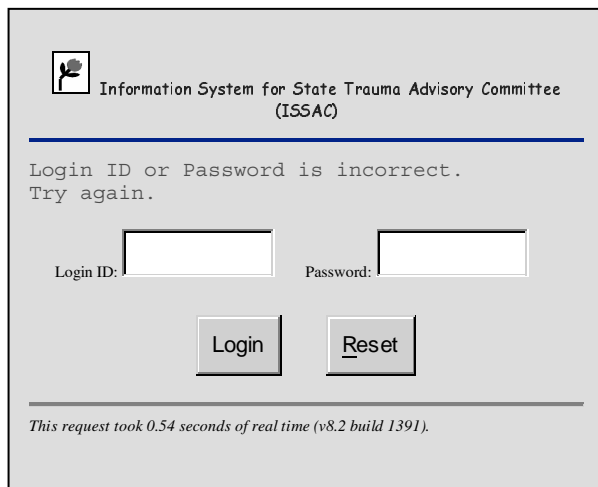 Information System for State Trauma Advisory Committee
(ISSAC)
Login ID or Password is incorrect.
Try again.
Login ID: Password:
Login Reset
This request took 0.54 seconds of real time (v8.2 build 1391).